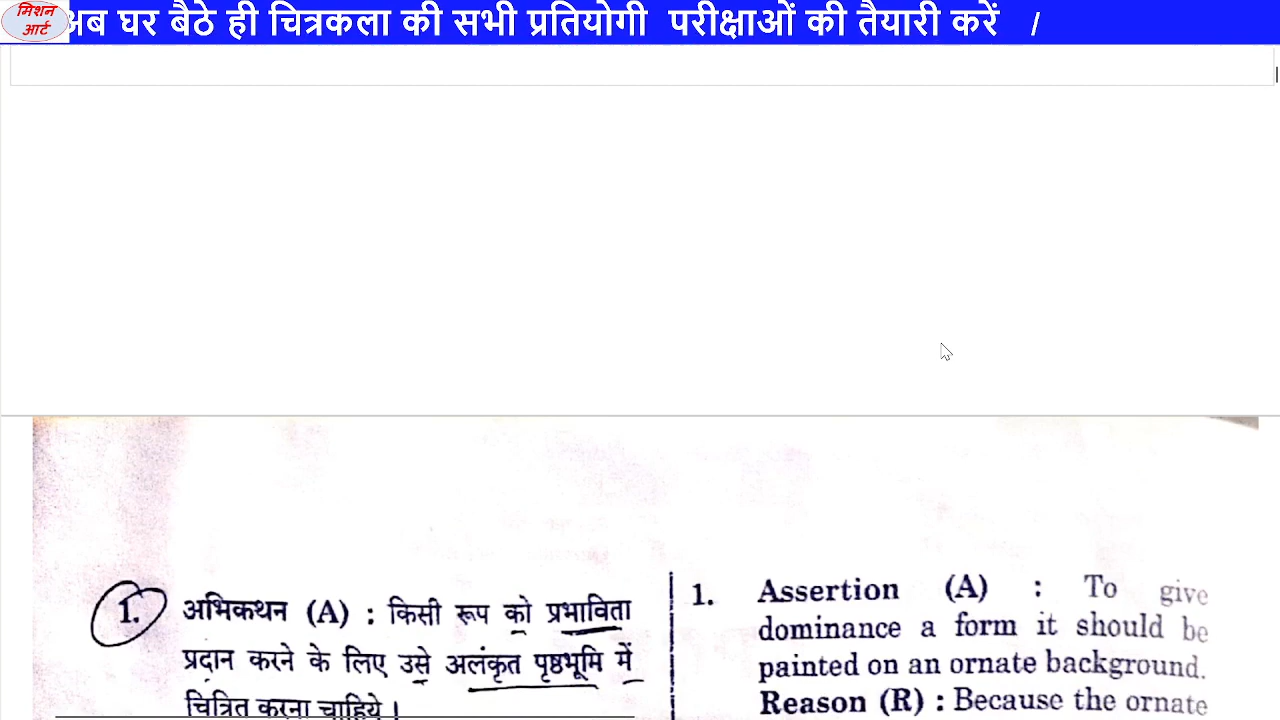 मिशन
आर्ट
अब घर बैठे ही चित्रकला की सभी प्रतियोगी परीक्षाओं की तैयारी करें /
1. अभिकथन (A) : किसी रूप को प्रभाविता
प्रदान करने के लिए उसे अलंकृत पृष्ठभूमि में
चित्रित करना चाहिये ।
1. Assertion (A) : To give
dominance a form it should be
painted on an ornate background.
Reason (R) : Because the ornate